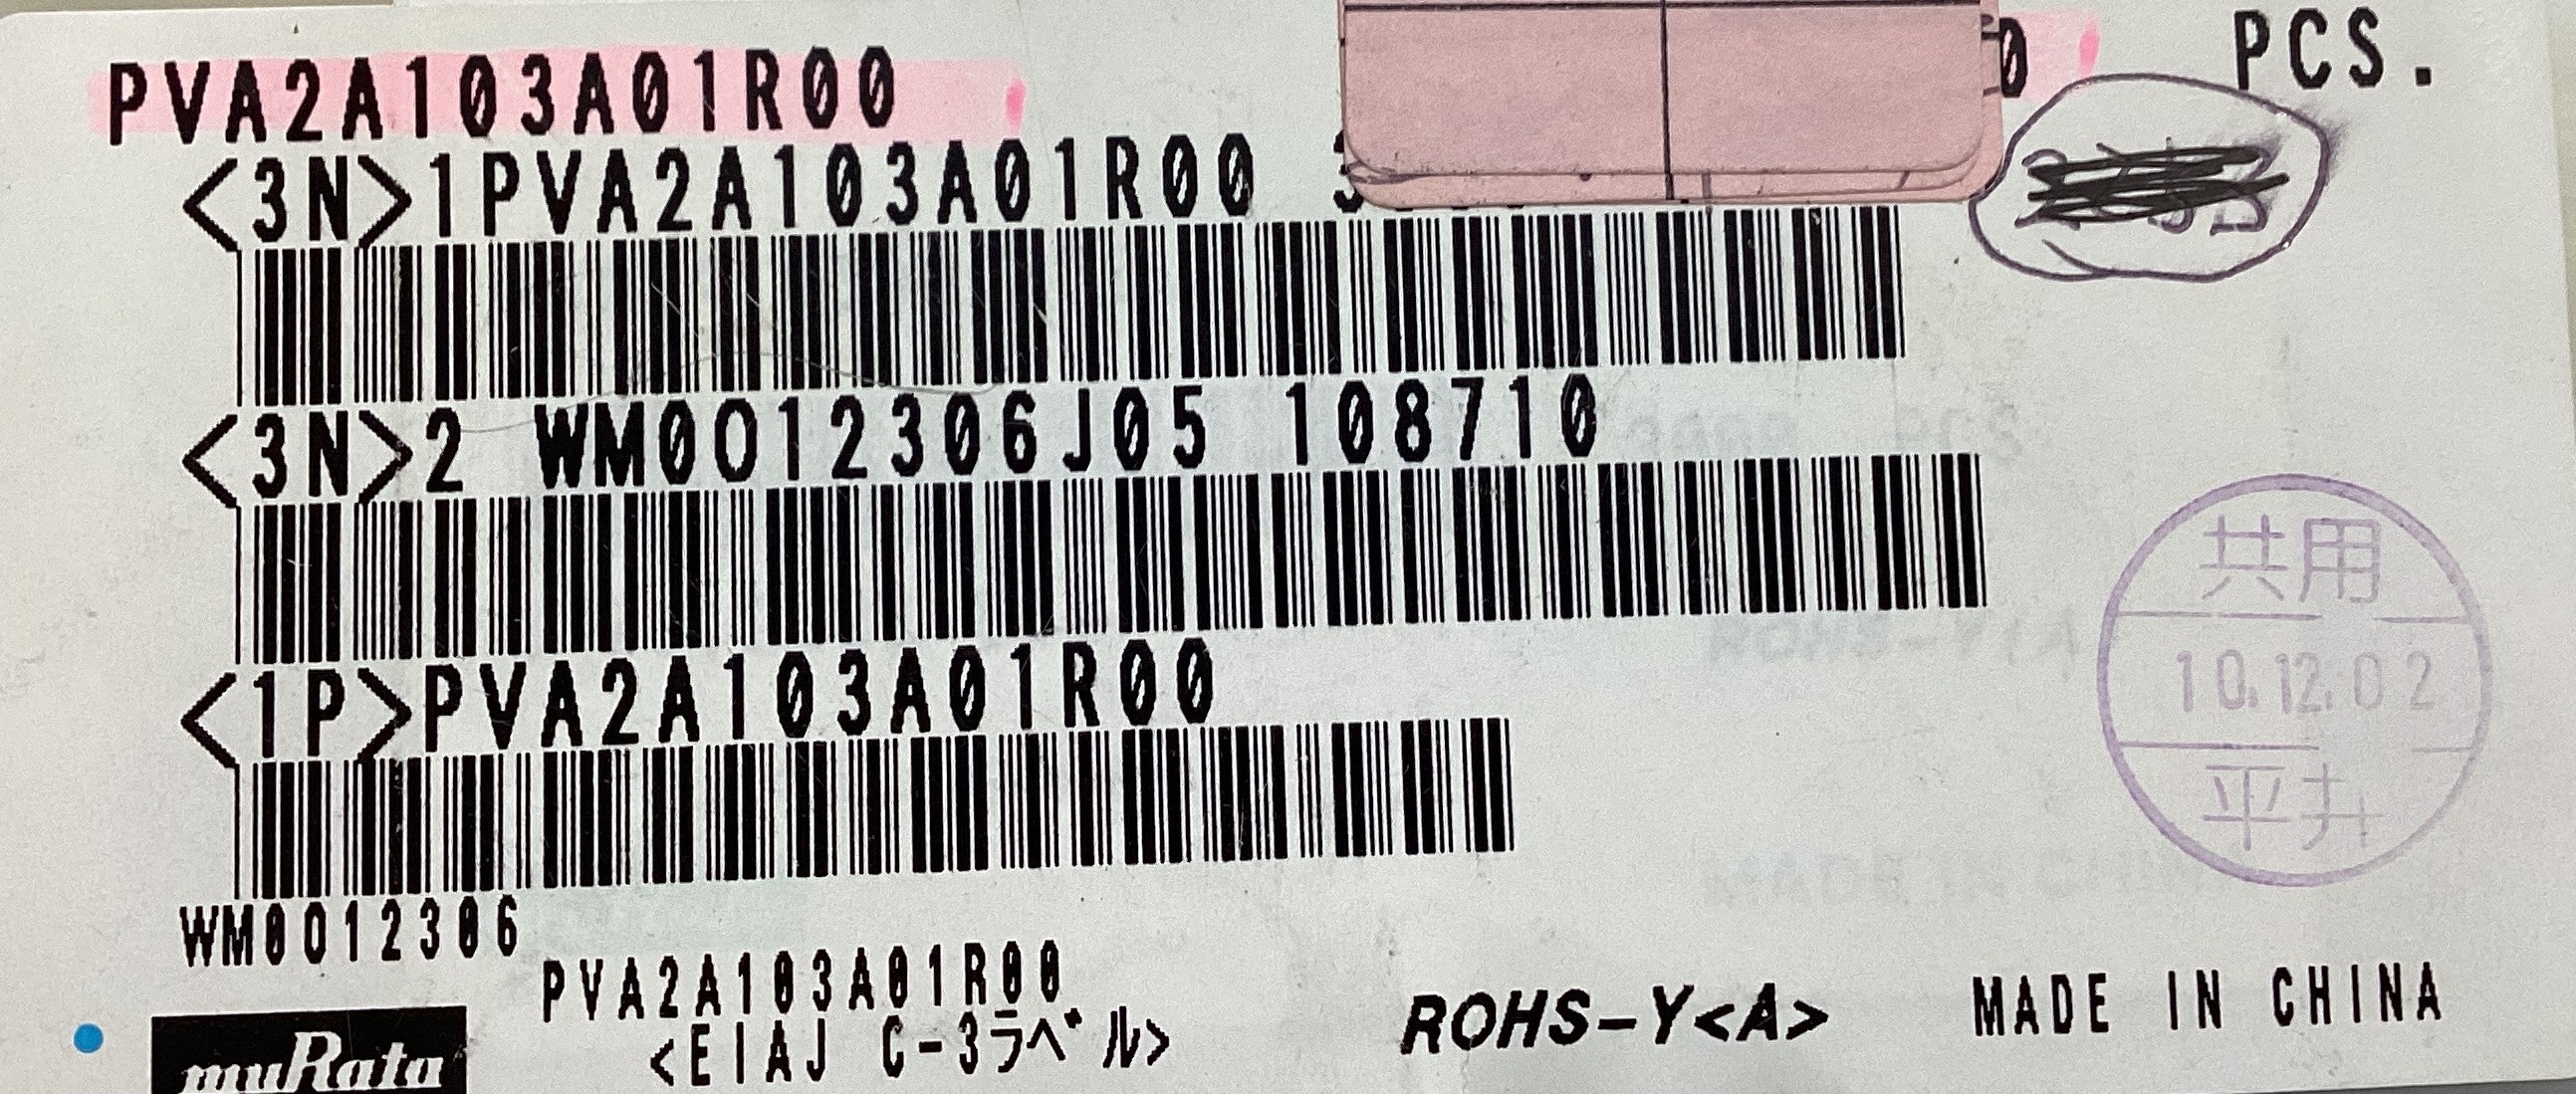 PVA2A103A01R00 PCS.
<3N>1PVA2A103A01R00
<3N>2 WM0012306J05 108710
<1P>PVA2A103A01R00
共用
10.12.02
平井
WM0012306
PVA2A103A01R00
<EIAJ C-3ラベル>
ROHS-Y<A>
MADE IN CHINA
muRata